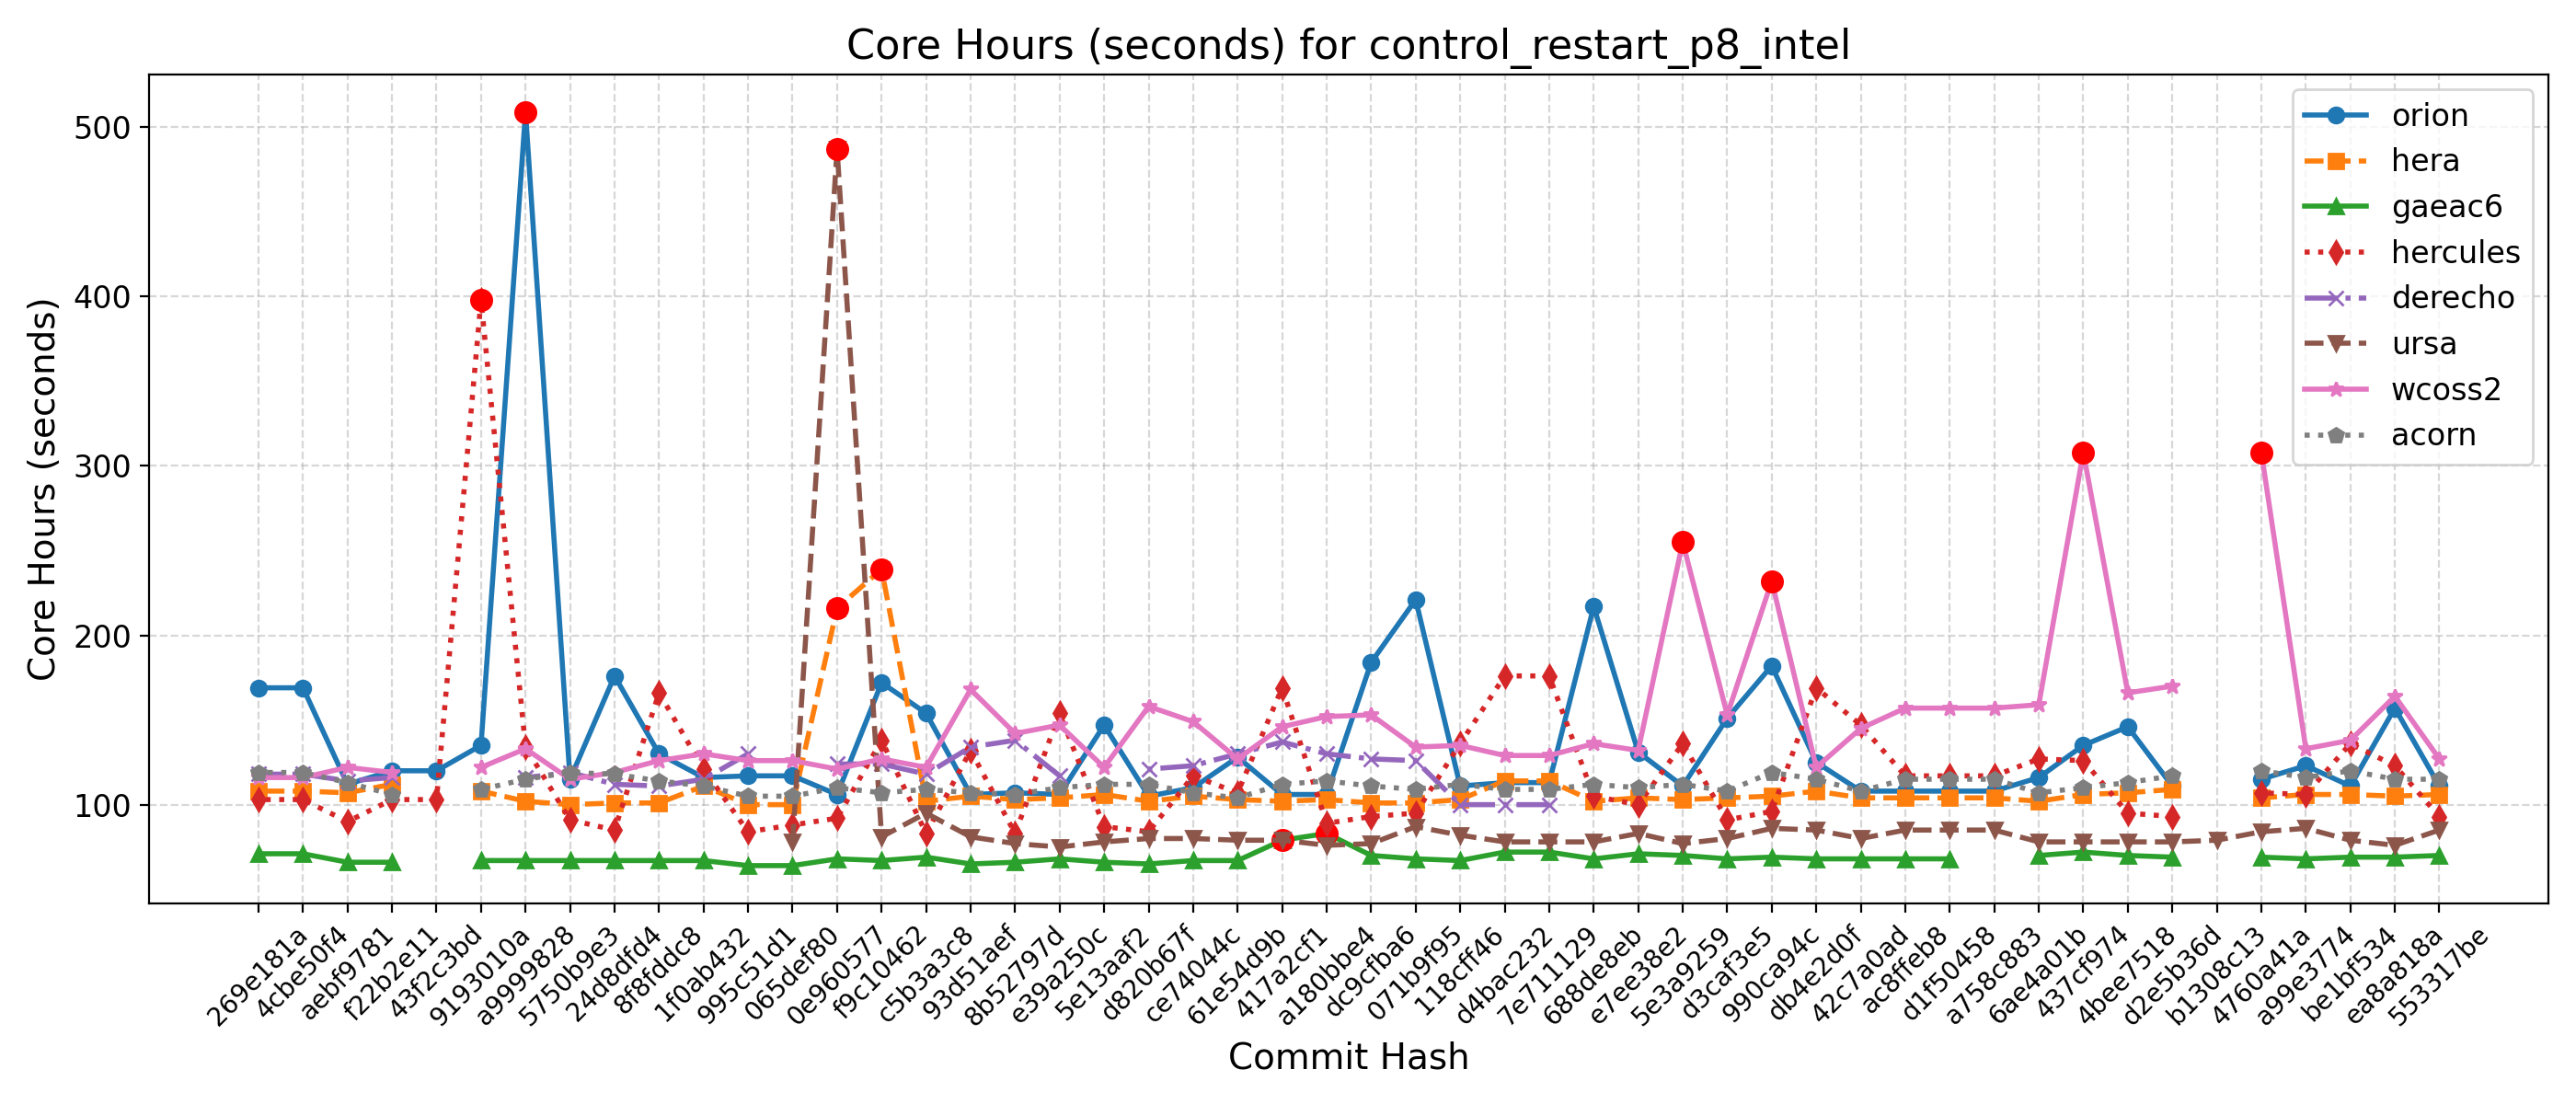 Core Hours (seconds) for control_restart_p8_intel
Core Hours (seconds)
500
400
300
200
100
orion
hera
gaeac6
hercules
derecho
ursa
wcoss2
acorn
269e181a
4cbe50f4
aebf9781
f22b2e11
43f2c3bd
9193010a
a9999828
5750b9e3
24d8dfd4
8f8fddc8
1f0ab432
995c51d1
065def80
0e960577
f9c10462
c5b3a3c8
93d51aef
8b52797d
e39a250c
5e13aaf2
d820b67f
ce74044c
61e54d9b
417a2cf1
a180bbe4
dc9cfba6
071b9f95
118cff46
d4bac232
7e711129
688de8eb
e7ee38e2
5e3a9259
d3caf3e5
990ca94c
db4e2d0f
42c7a0ad
ac8ffeb8
d1f50458
a758c883
6ae4a01b
437cf974
4bee7518
d2e5b36d
b1308c13
4760a41a
a99e3774
be1bf534
ea8a818a
553317be
Commit Hash